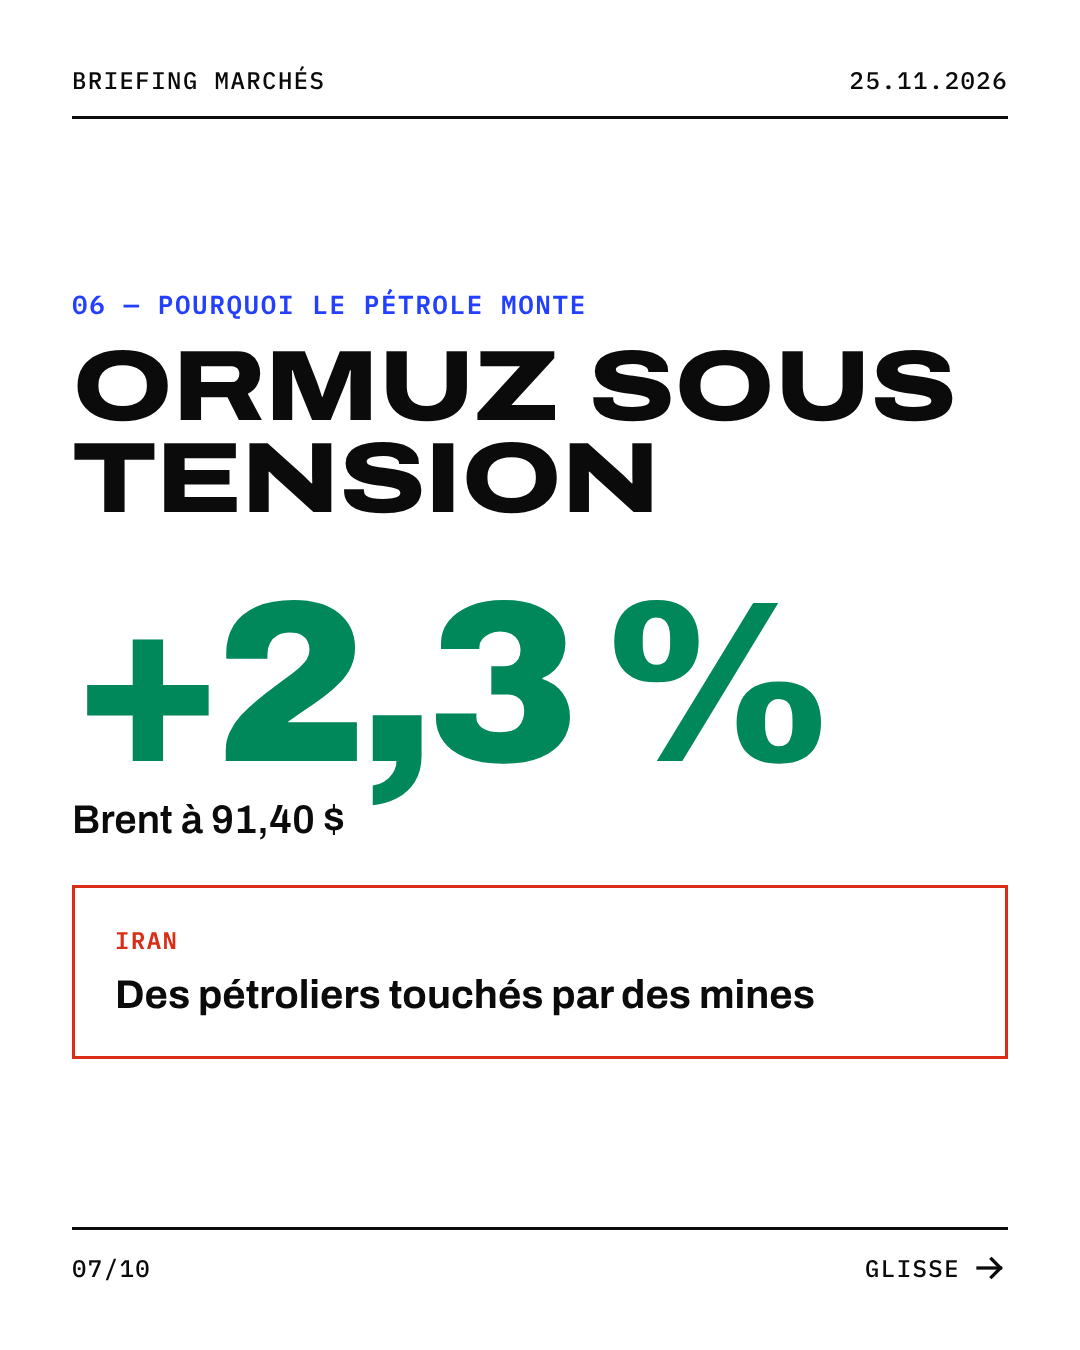 BRIEFING MARCHÉS
25.11.2026
06 — POURQUOI LE PÉTROLE MONTE
ORMUZ SOUS
TENSION
+2,3 %
Brent à 91,40 $
IRAN
Des pétroliers touchés par des mines
07/10
GLISSE →